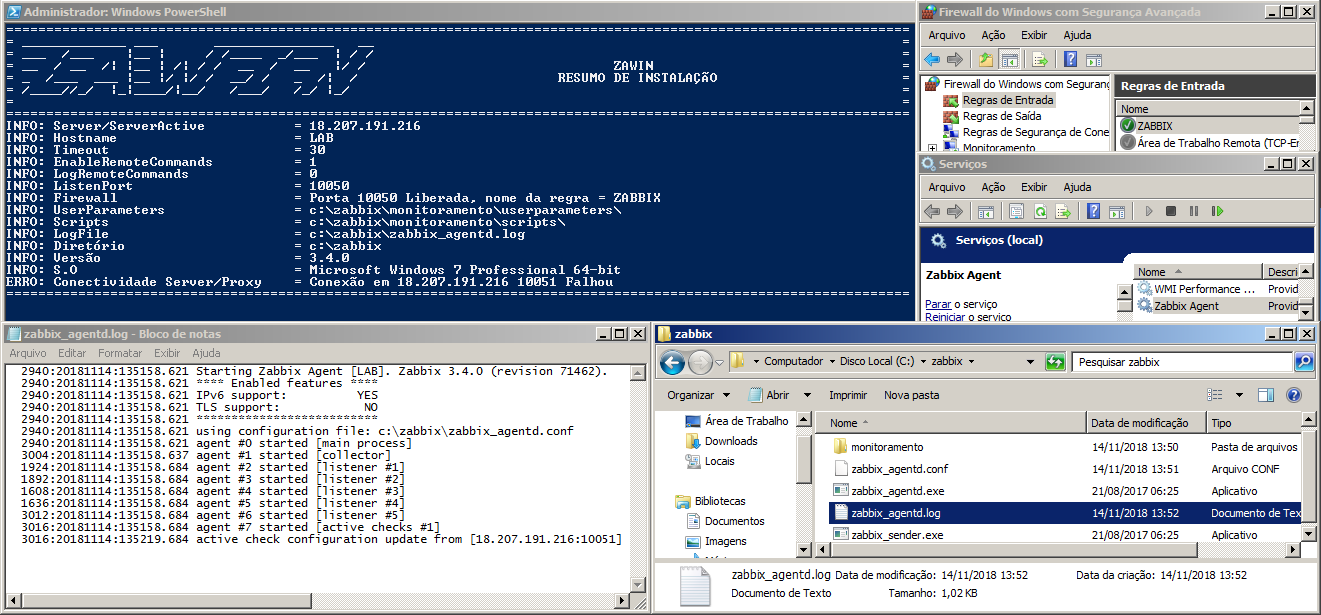 Administrador: Windows PowerShell
ZAWIN
RESUMO DE INSTALAÇÃO
INFO: Server/ServerActive = 18.207.191.216
INFO: Hostname = LAB
INFO: Timeout = 30
INFO: EnableRemoteCommands = 1
INFO: LogRemoteCommands = 0
INFO: ListenPort = 10050
INFO: Firewall = Porta 10050 Liberada, nome da regra = ZABBIX
INFO: UserParameters = c:\zabbix\monitoramento\userparameters\
INFO: Scripts = c:\zabbix\monitoramento\scripts\
INFO: LogFile = c:\zabbix\zabbix_agentd.log
INFO: Diretório = c:\zabbix
INFO: Versão = 3.4.0
INFO: S.O = Microsoft Windows 7 Professional 64-bit
ERRO: Conectividade Server/Proxy = Conexão em 18.207.191.216 10051 Falhou
Firewall do Windows com Segurança Avançada
Arquivo Ação Exibir Ajuda
Firewall do Windows com Seguranç
Regras de Entrada
Regras de Saída
Regras de Segurança de Cone
Monitoramento
Regras de Entrada
Nome
ZABBIX
Área de Trabalho Remota (TCP-Er
Serviços
Arquivo Ação Exibir Ajuda
Serviços (local)
Zabbix Agent
Parar o serviço
Reiniciar o serviço
Nome Descri
WMI Performance ... Provid
Zabbix Agent Provid
zabbix_agentd.log - Bloco de notas
Arquivo Editar Formatar Exibir Ajuda
2940:20181114:135158.621 Starting Zabbix Agent [LAB]. Zabbix 3.4.0 (revision 71462).
2940:20181114:135158.621 **** Enabled features ****
2940:20181114:135158.621 IPv6 support: YES
2940:20181114:135158.621 TLS support: NO
2940:20181114:135158.621 **************************
2940:20181114:135158.621 using configuration file: c:\zabbix\zabbix_agentd.conf
2940:20181114:135158.621 agent #0 started [main process]
3004:20181114:135158.637 agent #1 started [collector]
1924:20181114:135158.684 agent #2 started [listener #1]
1892:20181114:135158.684 agent #3 started [listener #2]
1608:20181114:135158.684 agent #4 started [listener #3]
1636:20181114:135158.684 agent #5 started [listener #4]
3012:20181114:135158.684 agent #6 started [listener #5]
3016:20181114:135158.684 agent #7 started [active checks #1]
3016:20181114:135219.684 active check configuration update from [18.207.191.216:10051]
zabbix
Computador Disco Local (C:) zabbix
Pesquisar zabbix
Organizar Abrir Imprimir Nova pasta
Área de Trabalho
Downloads
Locais
Bibliotecas
Documentos
Imagens
Nome Data de modificação Tipo
monitoramento 14/11/2018 13:50 Pasta de arquivos
zabbix_agentd.conf 14/11/2018 13:51 Arquivo CONF
zabbix_agentd.exe 21/08/2017 06:25 Aplicativo
zabbix_agentd.log 14/11/2018 13:52 Documento de Tex
zabbix_sender.exe 21/08/2017 06:25 Aplicativo
zabbix_agentd.log Data de modificação: 14/11/2018 13:52 Data da criação: 14/11/2018 13:52
Documento de Texto Tamanho: 1,02 KB